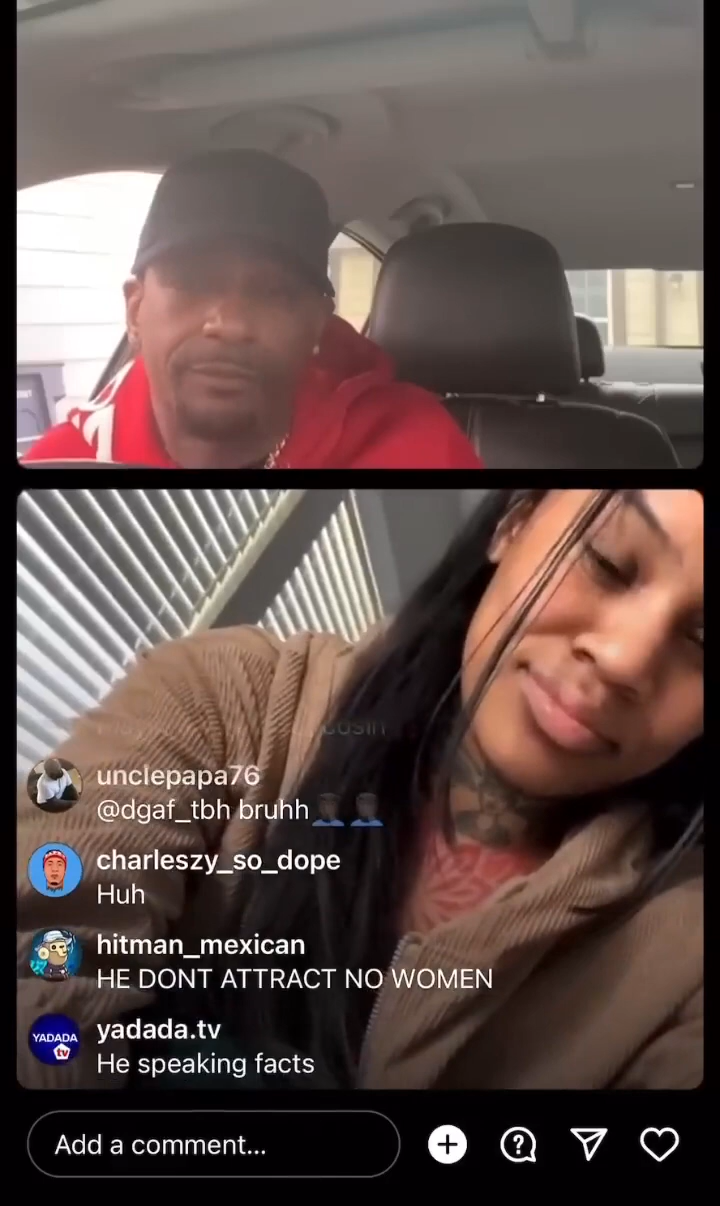 cousin
unclepapa76
@dgaf_tbh bruhh🤦🏿‍♂️🤦🏿‍♂️
charleszy_so_dope
Huh
hitman_mexican
HE DONT ATTRACT NO WOMEN
YADADA
tv
yadada.tv
He speaking facts
Add a comment...